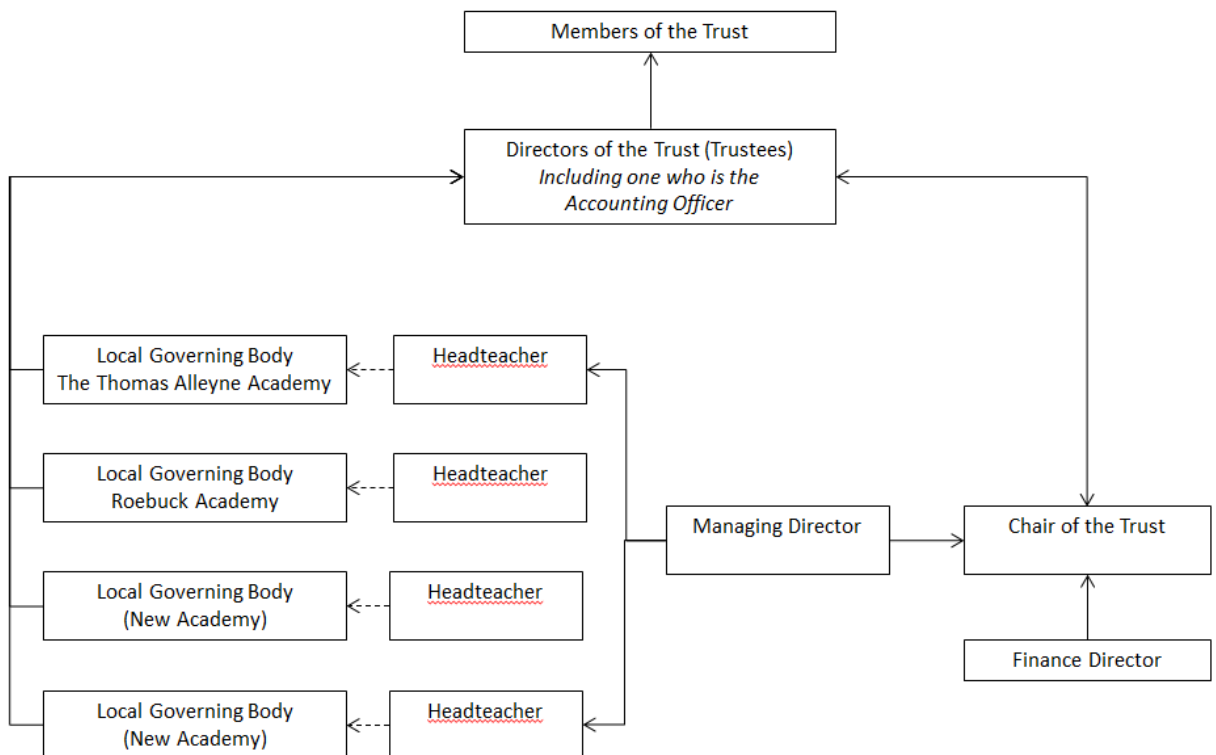 Members of the Trust
Directors of the Trust (Trustees)
Including one who is the
Accounting Officer
Local Governing Body
The Thomas Alleyne Academy
Headteacher
Local Governing Body
Roebuck Academy
Headteacher
Managing Director
Chair of the Trust
Local Governing Body
(New Academy)
Headteacher
Finance Director
Local Governing Body
(New Academy)
Headteacher